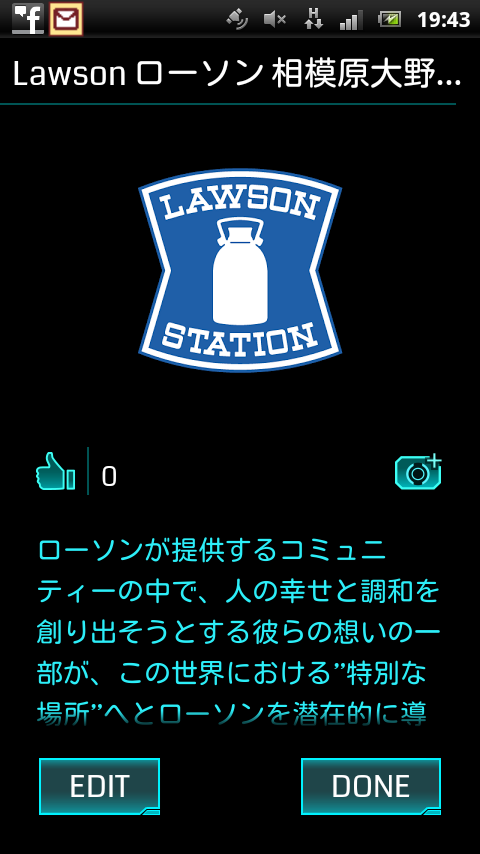 H
19:43
Lawson ローソン 相模原大野...
LAWSON
STATION
0
ローソンが提供するコミュニ
ティーの中で、人の幸せと調和を
創り出そうとする彼らの想いの一
部が、この世界における”特別な
場所”へとローソンを潜在的に導
EDIT
DONE